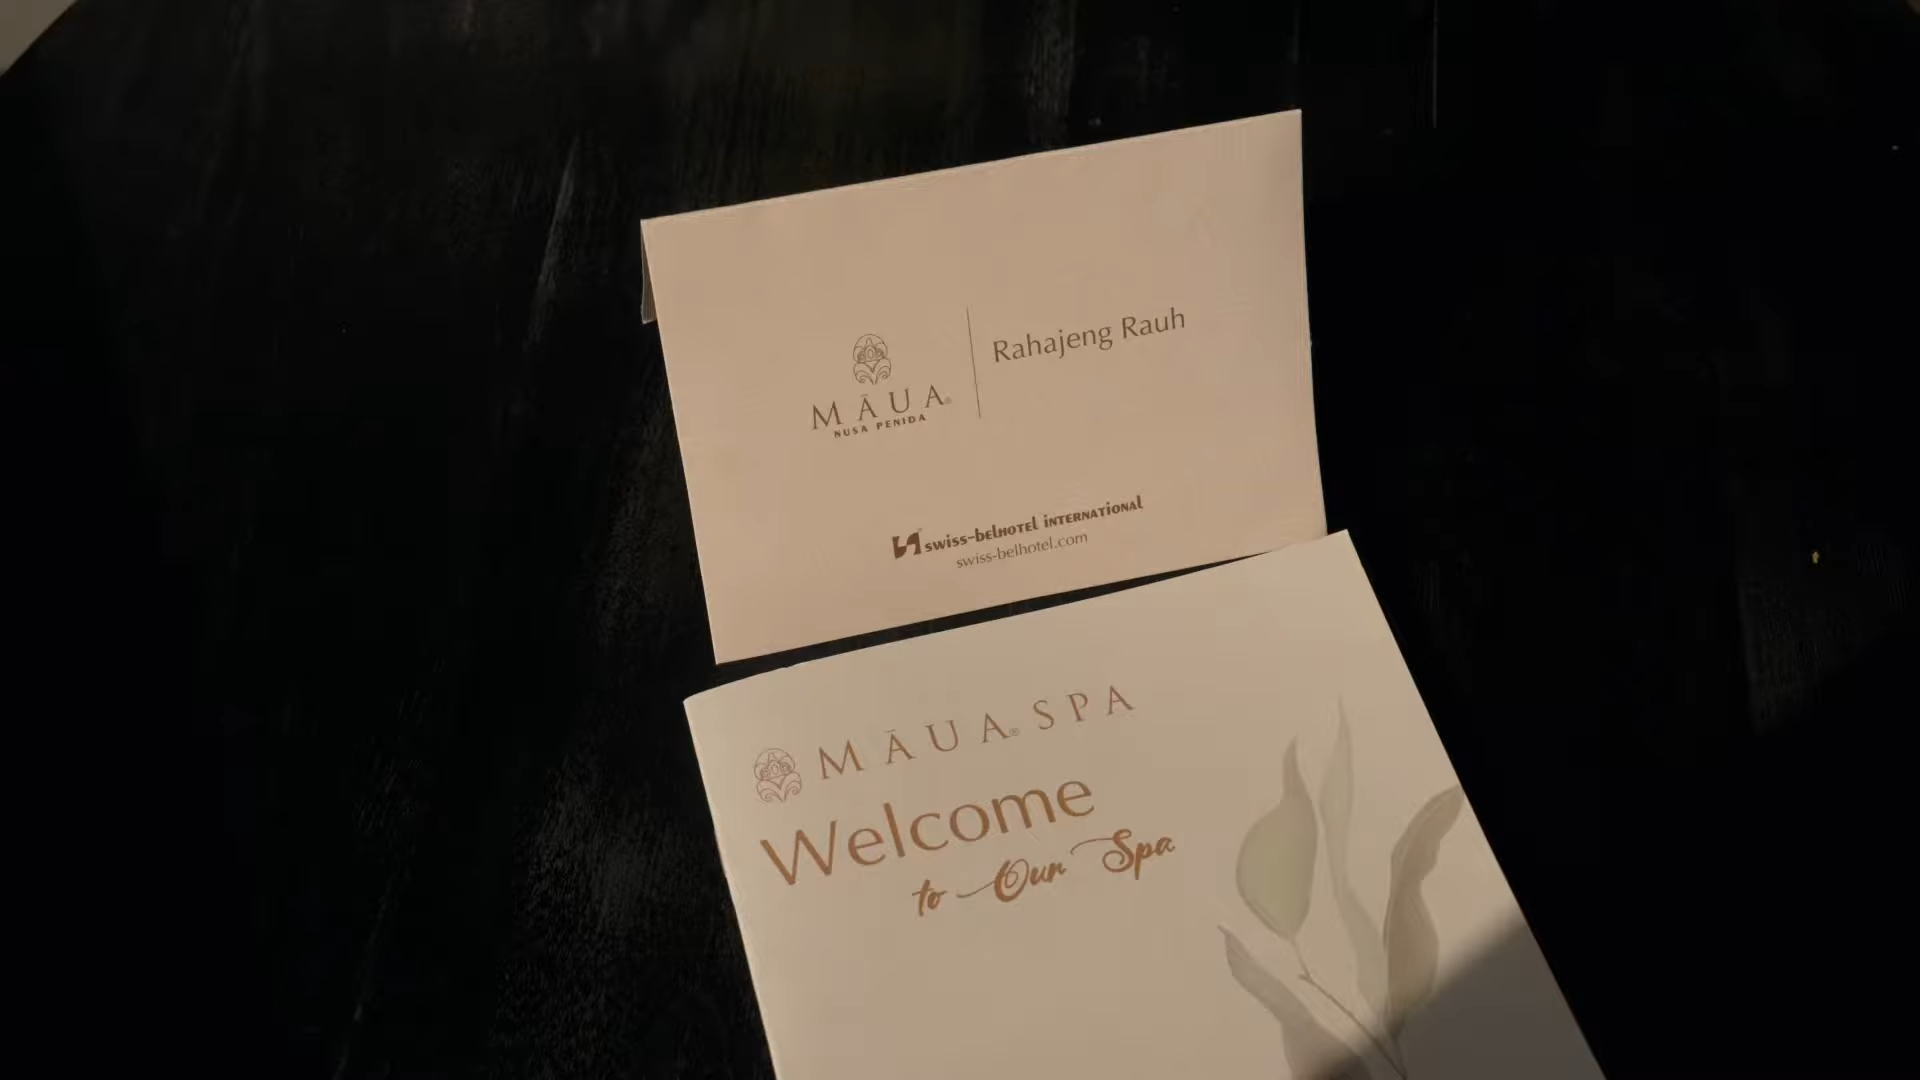 MĀUA®
NUSA PENIDA
Rahajeng Rauh
swiss-belHOTEL INTERNATIONAL
swiss-belhotel.com
MĀUA® SPA
Welcome
to Our Spa